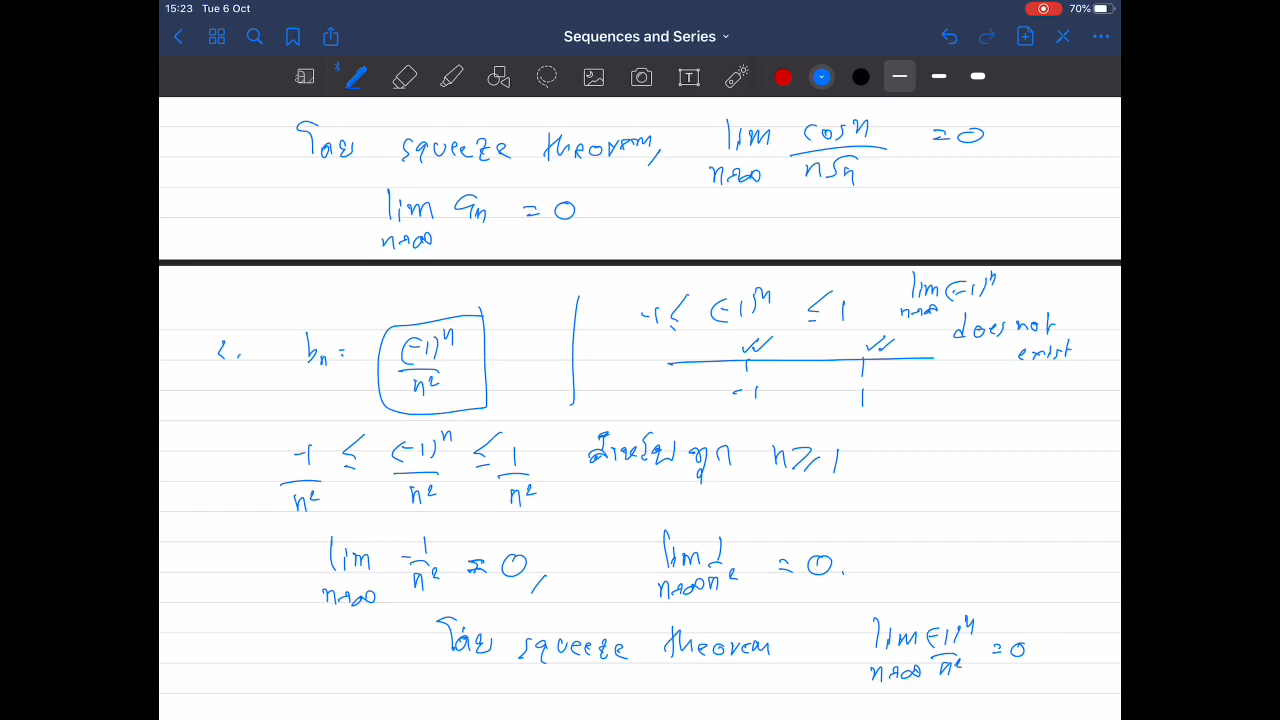 15:23 Tue 6 Oct 70%
Sequences and Series
โดย squeeze theorem, lim n→∞ cos n / n√n = 0
lim n→∞ aₙ = 0
2. bₙ = (-1)ⁿ / n²
-1 ≤ (-1)ⁿ ≤ 1
lim n→∞ (-1)ⁿ does not exist
-1 1
-1/n² ≤ (-1)ⁿ/n² ≤ 1/n² สำหรับทุก n ≥ 1
lim n→∞ -1/n² = 0, lim n→∞ 1/n² = 0.
โดย squeeze theorem lim n→∞ (-1)ⁿ/n² = 0